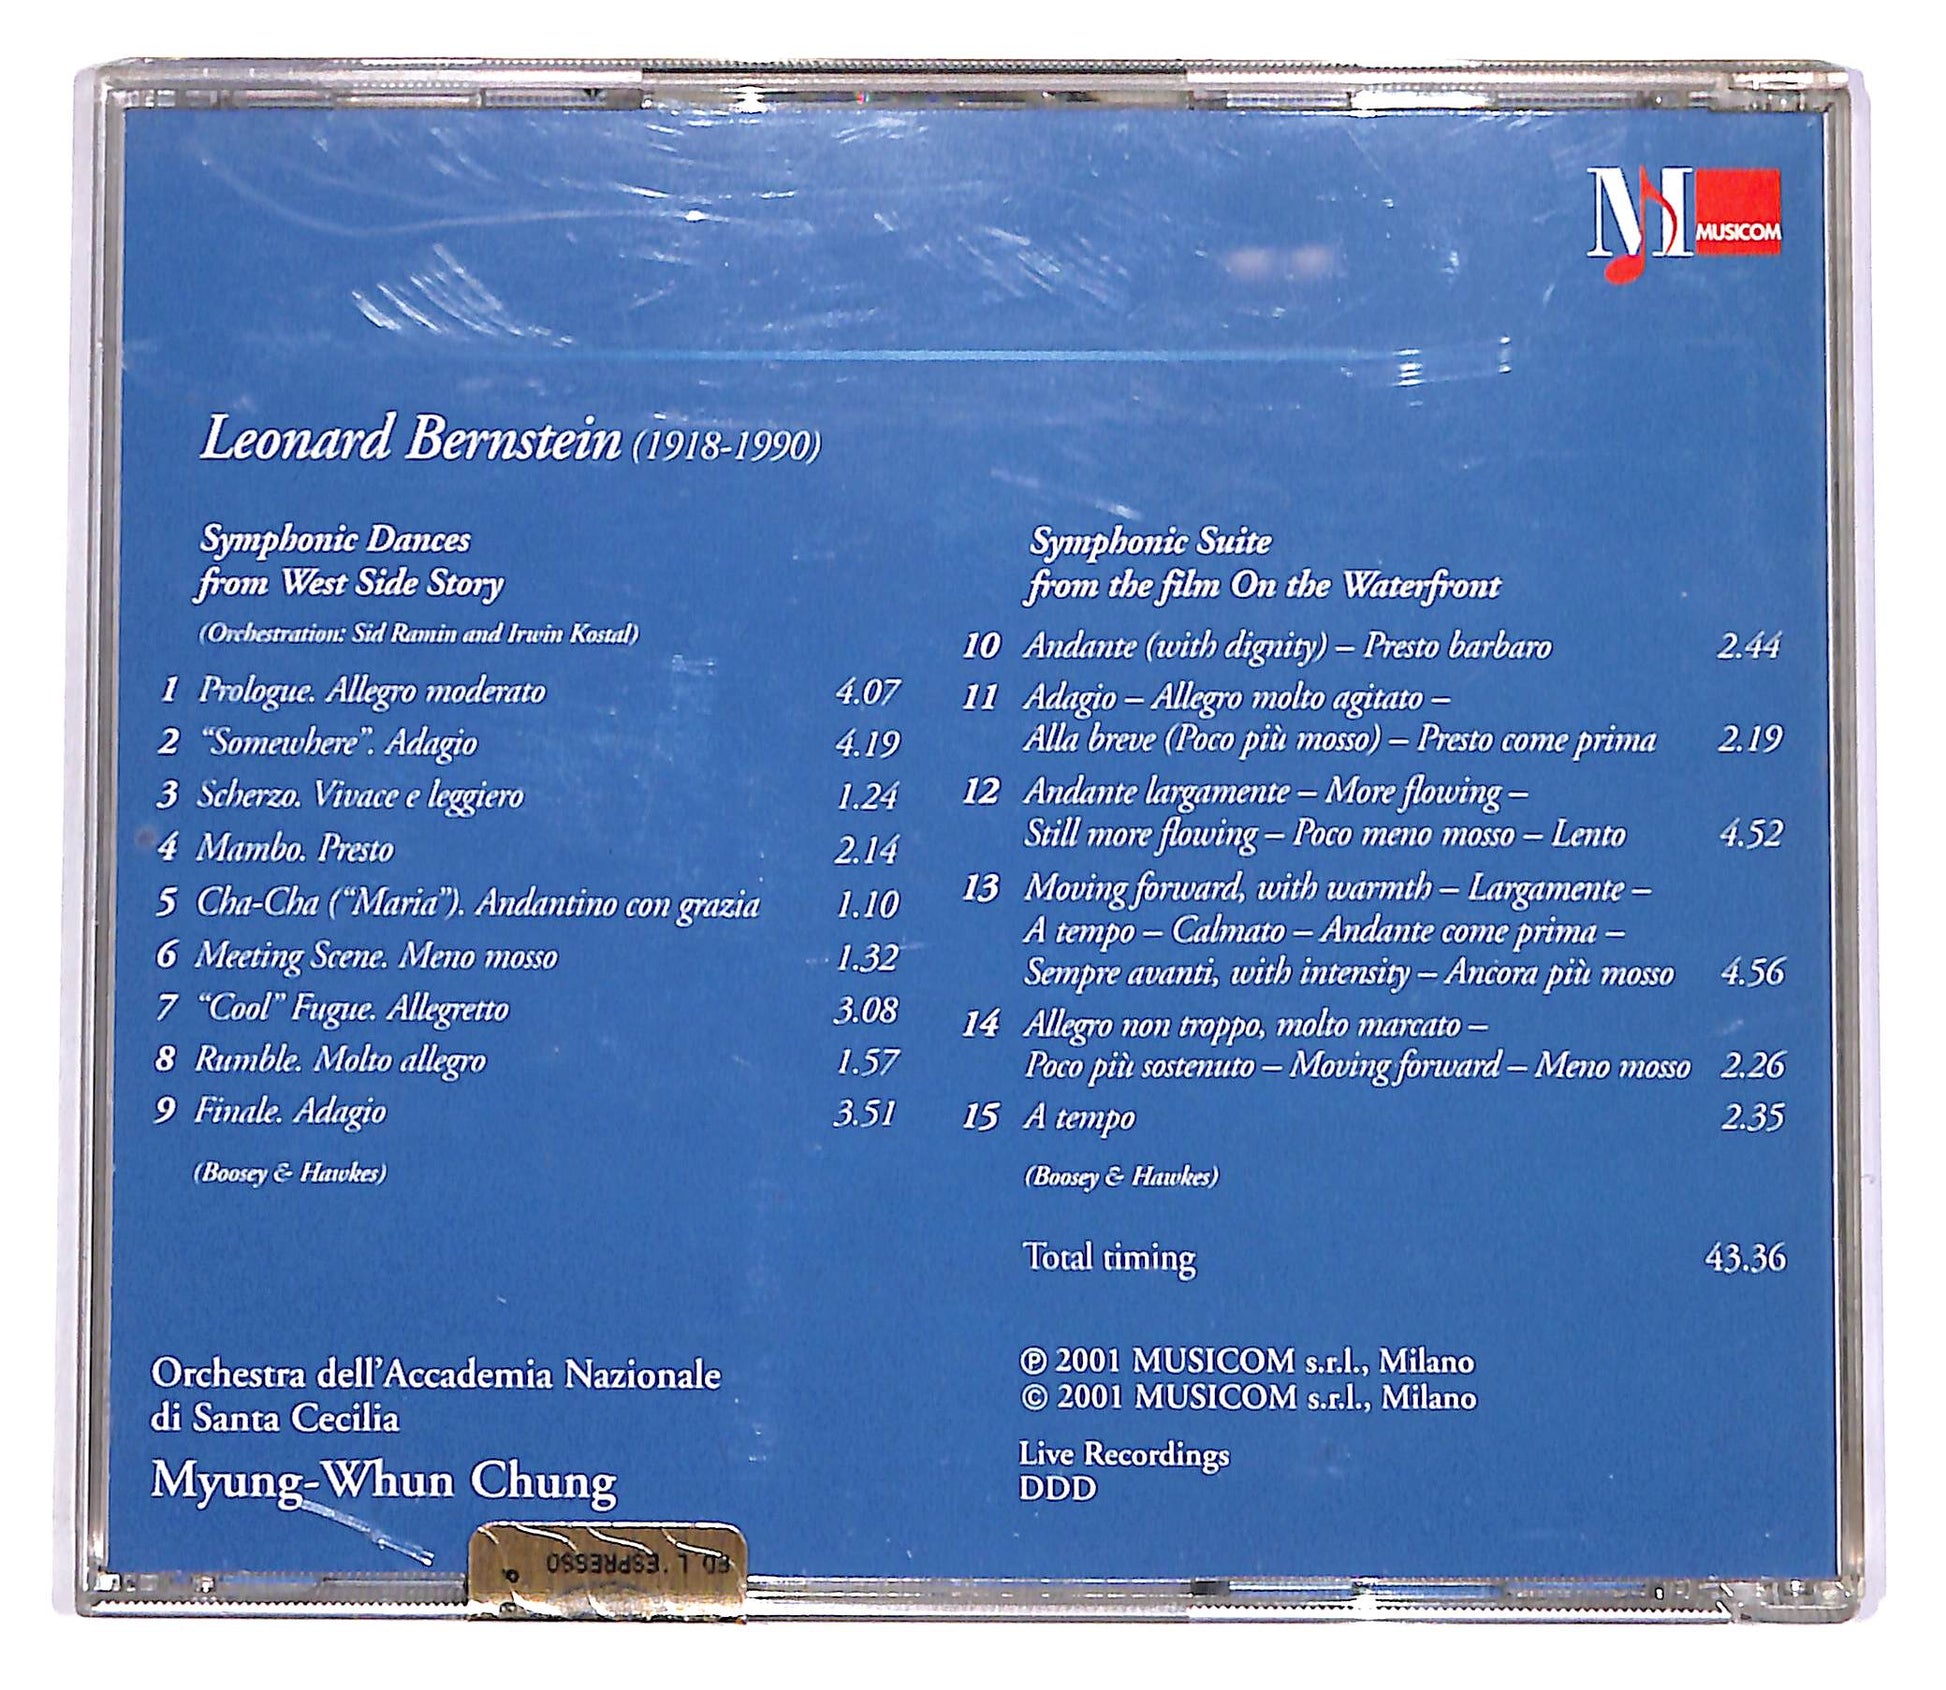 MUSICOM
Leonard Bernstein (1918-1990)
Symphonic Dances
from West Side Story
(Orchestration: Sid Ramin and Irwin Kostal)
1 Prologue. Allegro moderato 4.07
2 “Somewhere”. Adagio 4.19
3 Scherzo. Vivace e leggiero 1.24
4 Mambo. Presto 2.14
5 Cha-Cha (“Maria”). Andantino con grazia 1.10
6 Meeting Scene. Meno mosso 1.32
7 “Cool” Fugue. Allegretto 3.08
8 Rumble. Molto allegro 1.57
9 Finale. Adagio 3.51
(Boosey & Hawkes)
Symphonic Suite
from the film On the Waterfront
10 Andante (with dignity) – Presto barbaro 2.44
11 Adagio – Allegro molto agitato –
Alla breve (Poco più mosso) – Presto come prima 2.19
12 Andante largamente – More flowing –
Still more flowing – Poco meno mosso – Lento 4.52
13 Moving forward, with warmth – Largamente –
A tempo – Calmato – Andante come prima –
Sempre avanti, with intensity – Ancora più mosso 4.56
14 Allegro non troppo, molto marcato –
Poco più sostenuto – Moving forward – Meno mosso 2.26
15 A tempo 2.35
(Boosey & Hawkes)
Total timing 43.36
Orchestra dell’Accademia Nazionale
di Santa Cecilia
Myung-Whun Chung
℗ 2001 MUSICOM s.r.l., Milano
© 2001 MUSICOM s.r.l., Milano
Live Recordings
DDD
ED.L'ESPRESSO